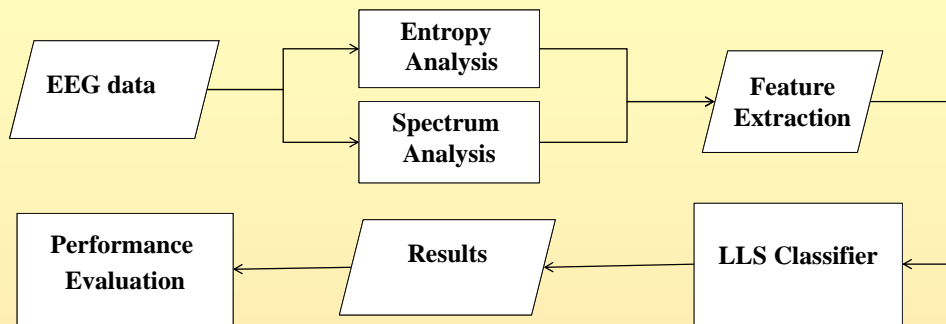 EEG data
Entropy
Analysis
Spectrum
Analysis
Feature
Extraction
LLS Classifier
Results
Performance
Evaluation